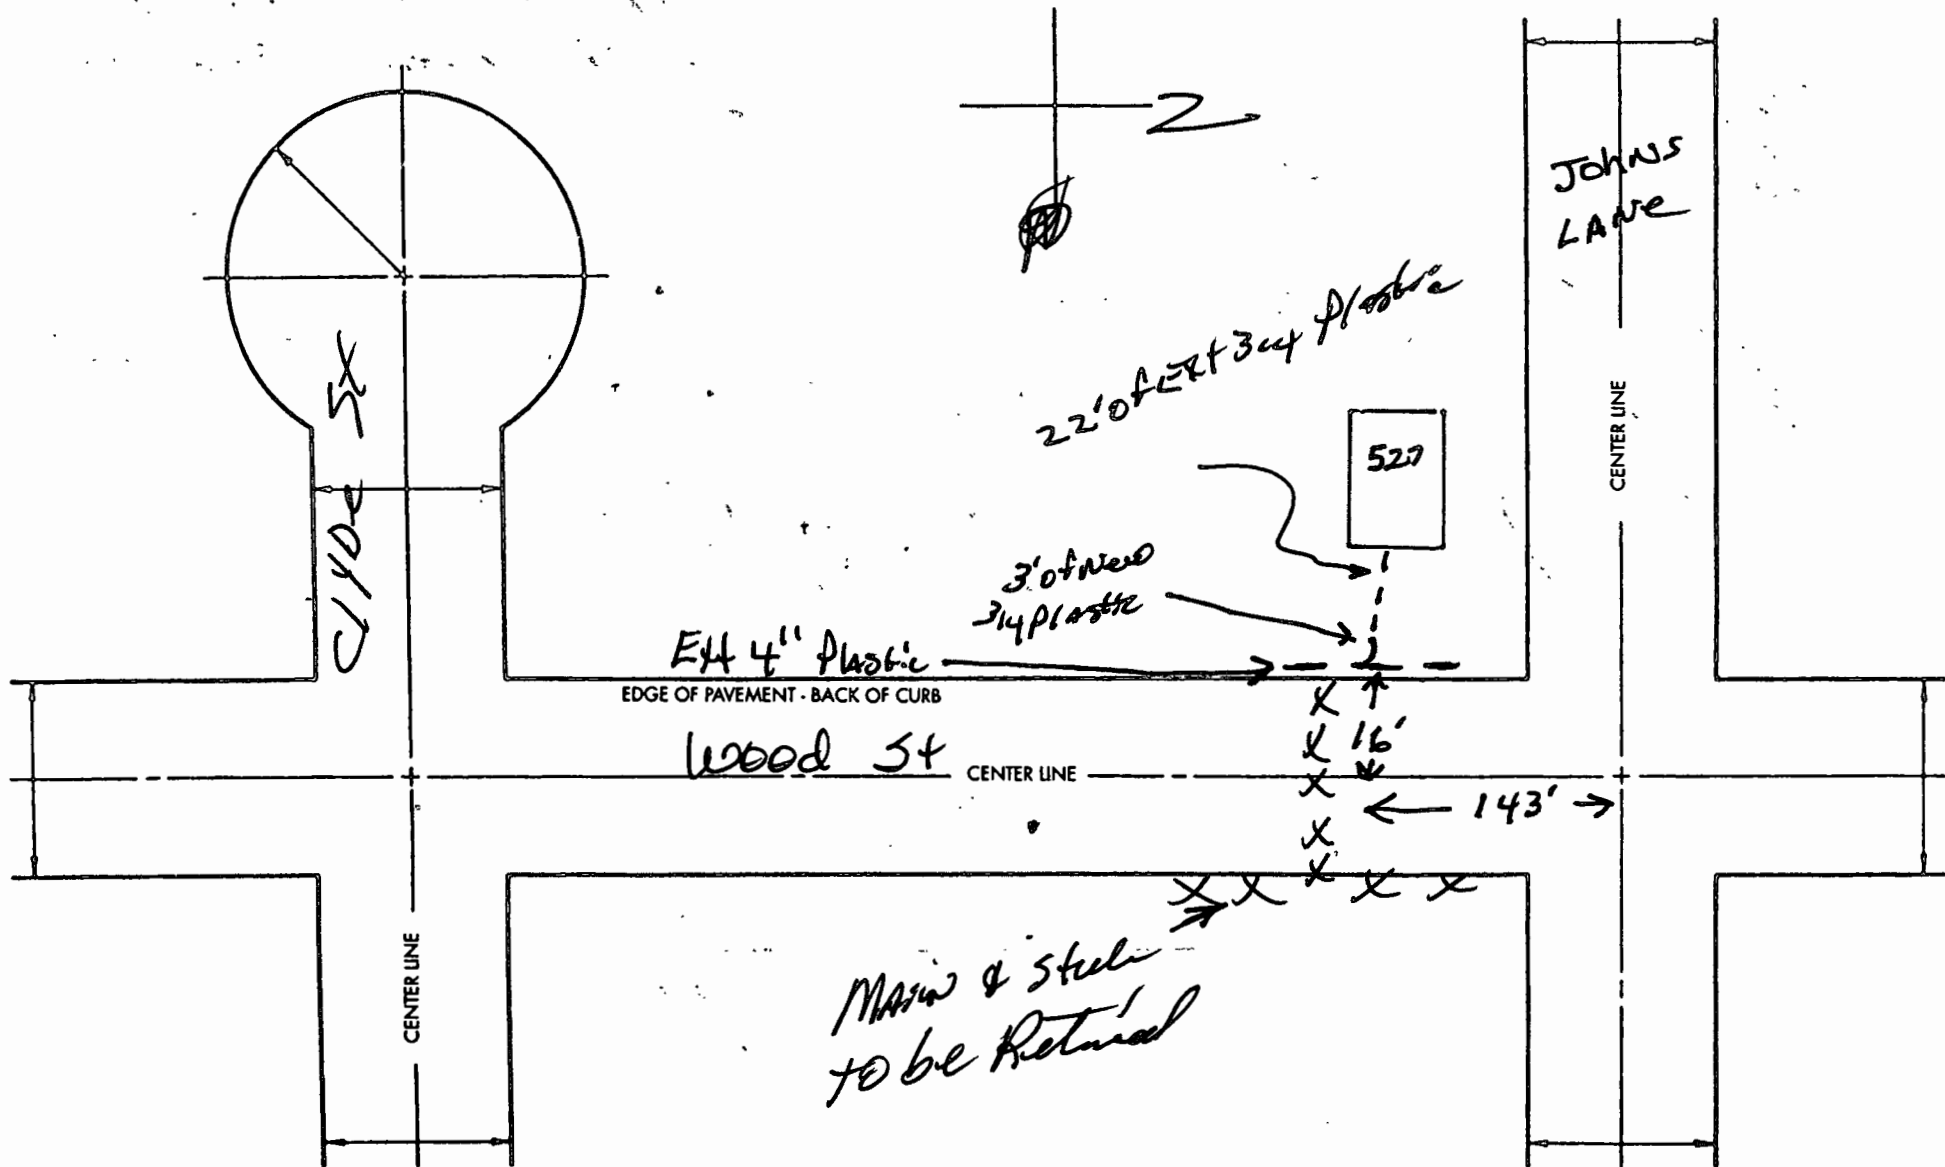 Z
JOHNS
LANE
22' of Ext 3/4 Plastic
527
CENTER LINE
Clyde St
3' of New
3/4 Plastic
Ext 4" Plastic
EDGE OF PAVEMENT - BACK OF CURB
Wood St
CENTER LINE
X
X 16'
X
143'
X
X
X X X X
CENTER LINE
Main & Steel
to be Retired